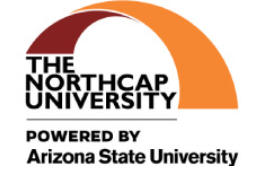 THE
NORTHCAP
UNIVERSITY
POWERED BY
Arizona State University